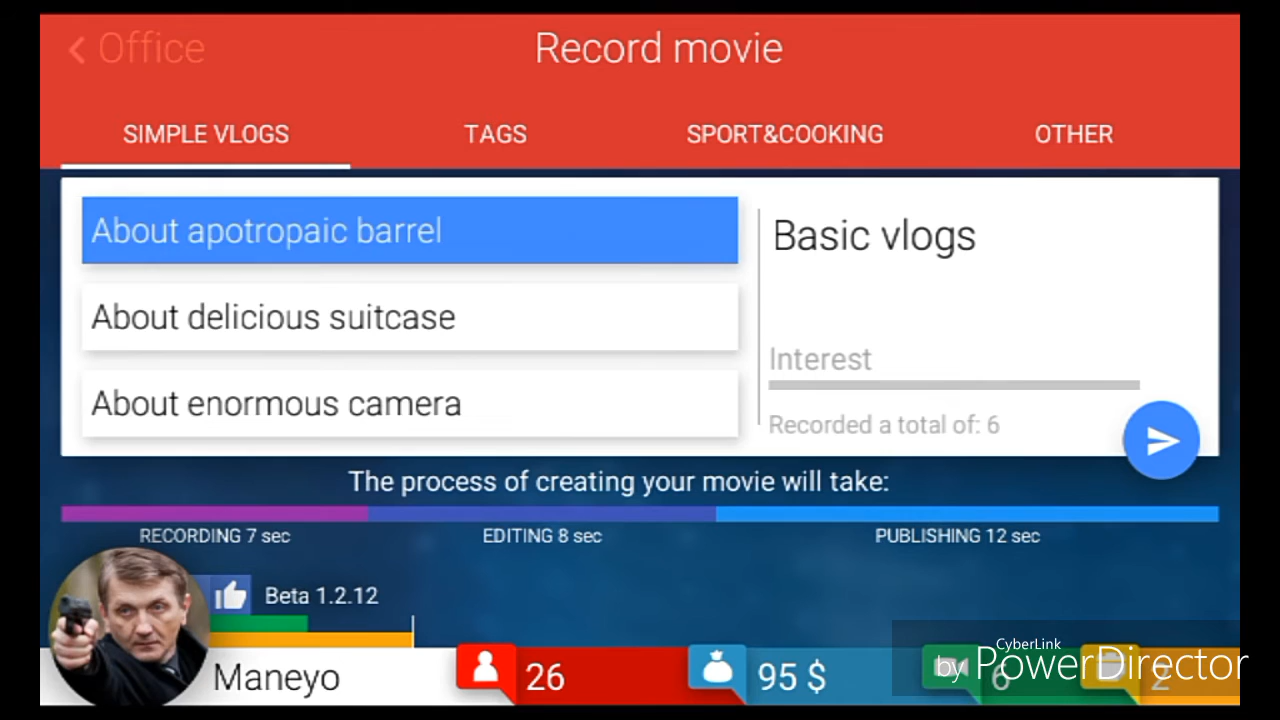 Office
Record movie
SIMPLE VLOGS
TAGS
SPORT&COOKING
OTHER
About apotropaic barrel
About delicious suitcase
About enormous camera
Basic vlogs
Interest
Recorded a total of: 6
The process of creating your movie will take:
RECORDING 7 sec
EDITING 8 sec
PUBLISHING 12 sec
Beta 1.2.12
Maneyo
26
95 $
6
2
CyberLink
by PowerDirector